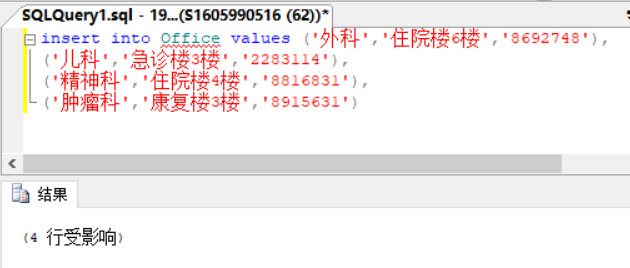 SQLQuery1.sql - 19...(S1605990516 (62))*
insert into Office values ('外科','住院楼6楼','8692748'),
('儿科','急诊楼3楼','2283114'),
('精神科','住院楼4楼','8816831'),
('肿瘤科','康复楼3楼','8915631')
结果
(4 行受影响)